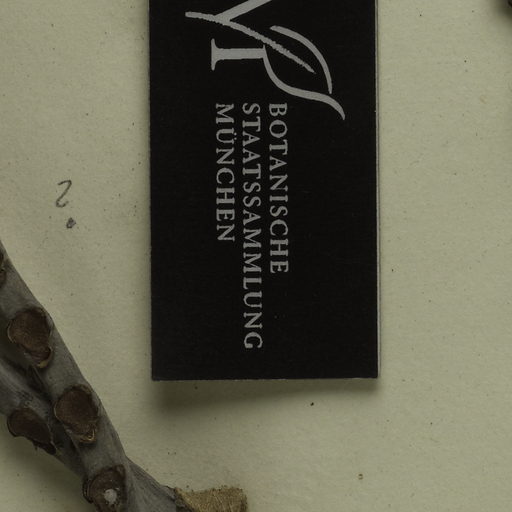 BOTANISCHE
STAATSSAMMLUNG
MÜNCHEN
?